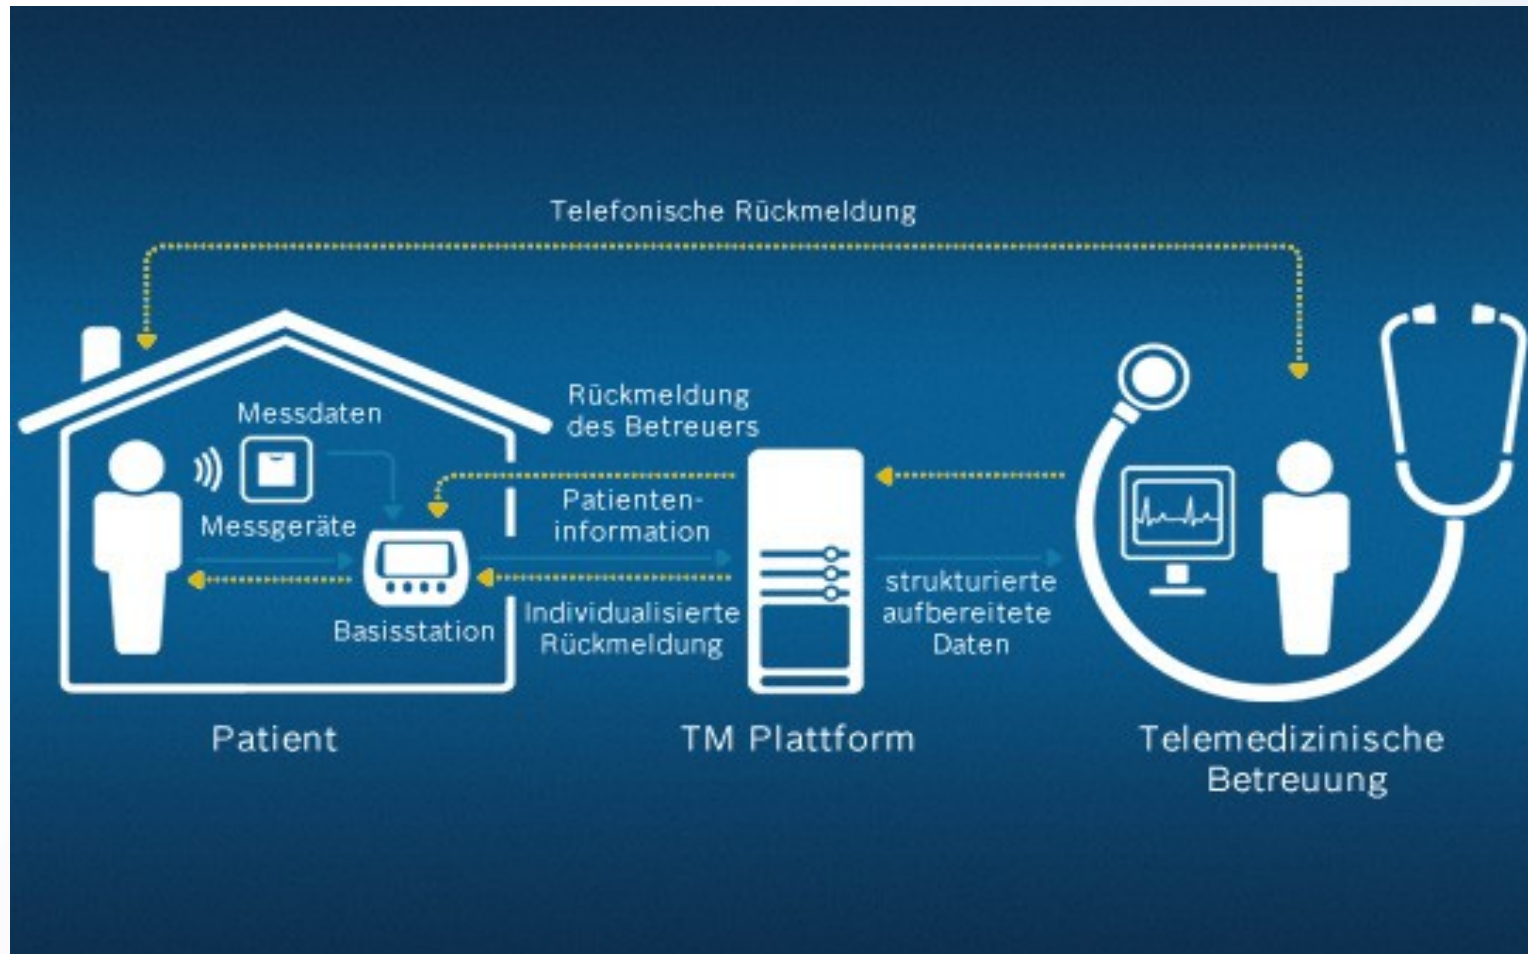 Telefonische Rückmeldung
Messdaten
Messgeräte
Basisstation
Rückmeldung
des Betreuers
Patienten-
information
Individualisierte
Rückmeldung
strukturierte
aufbereitete
Daten
Patient
TM Plattform
Telemedizinische
Betreuung